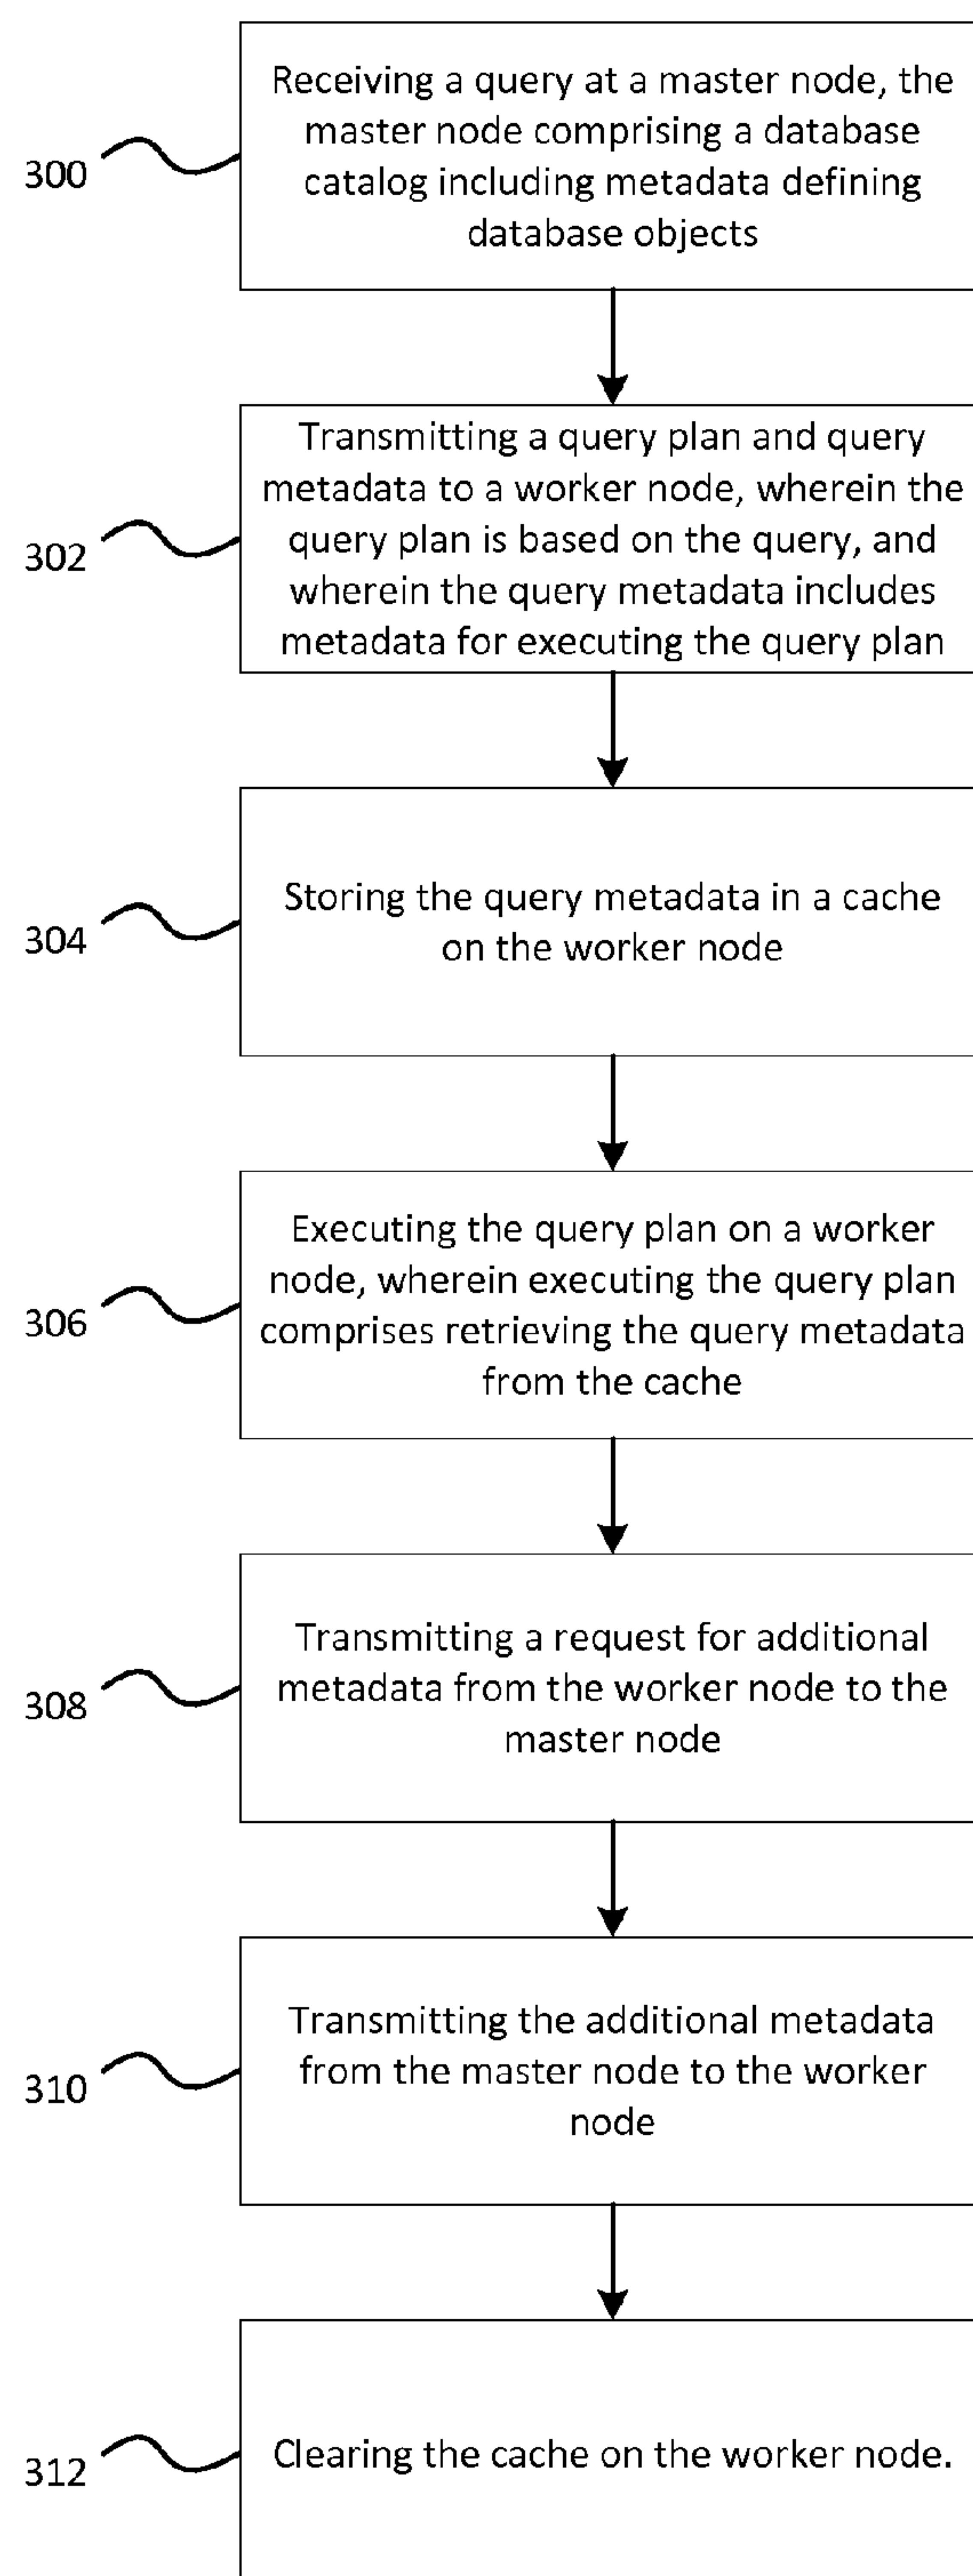 Receiving a query at a master node, the
master node comprising a database
catalog including metadata defining
database objects
300
Transmitting a query plan and query
metadata to a worker node, wherein the
query plan is based on the query, and
wherein the query metadata includes
metadata for executing the query plan
302
Storing the query metadata in a cache
on the worker node
304
Executing the query plan on a worker
node, wherein executing the query plan
comprises retrieving the query metadata
from the cache
306
Transmitting a request for additional
metadata from the worker node to the
master node
308
Transmitting the additional metadata
from the master node to the worker
node
310
Clearing the cache on the worker node.
312